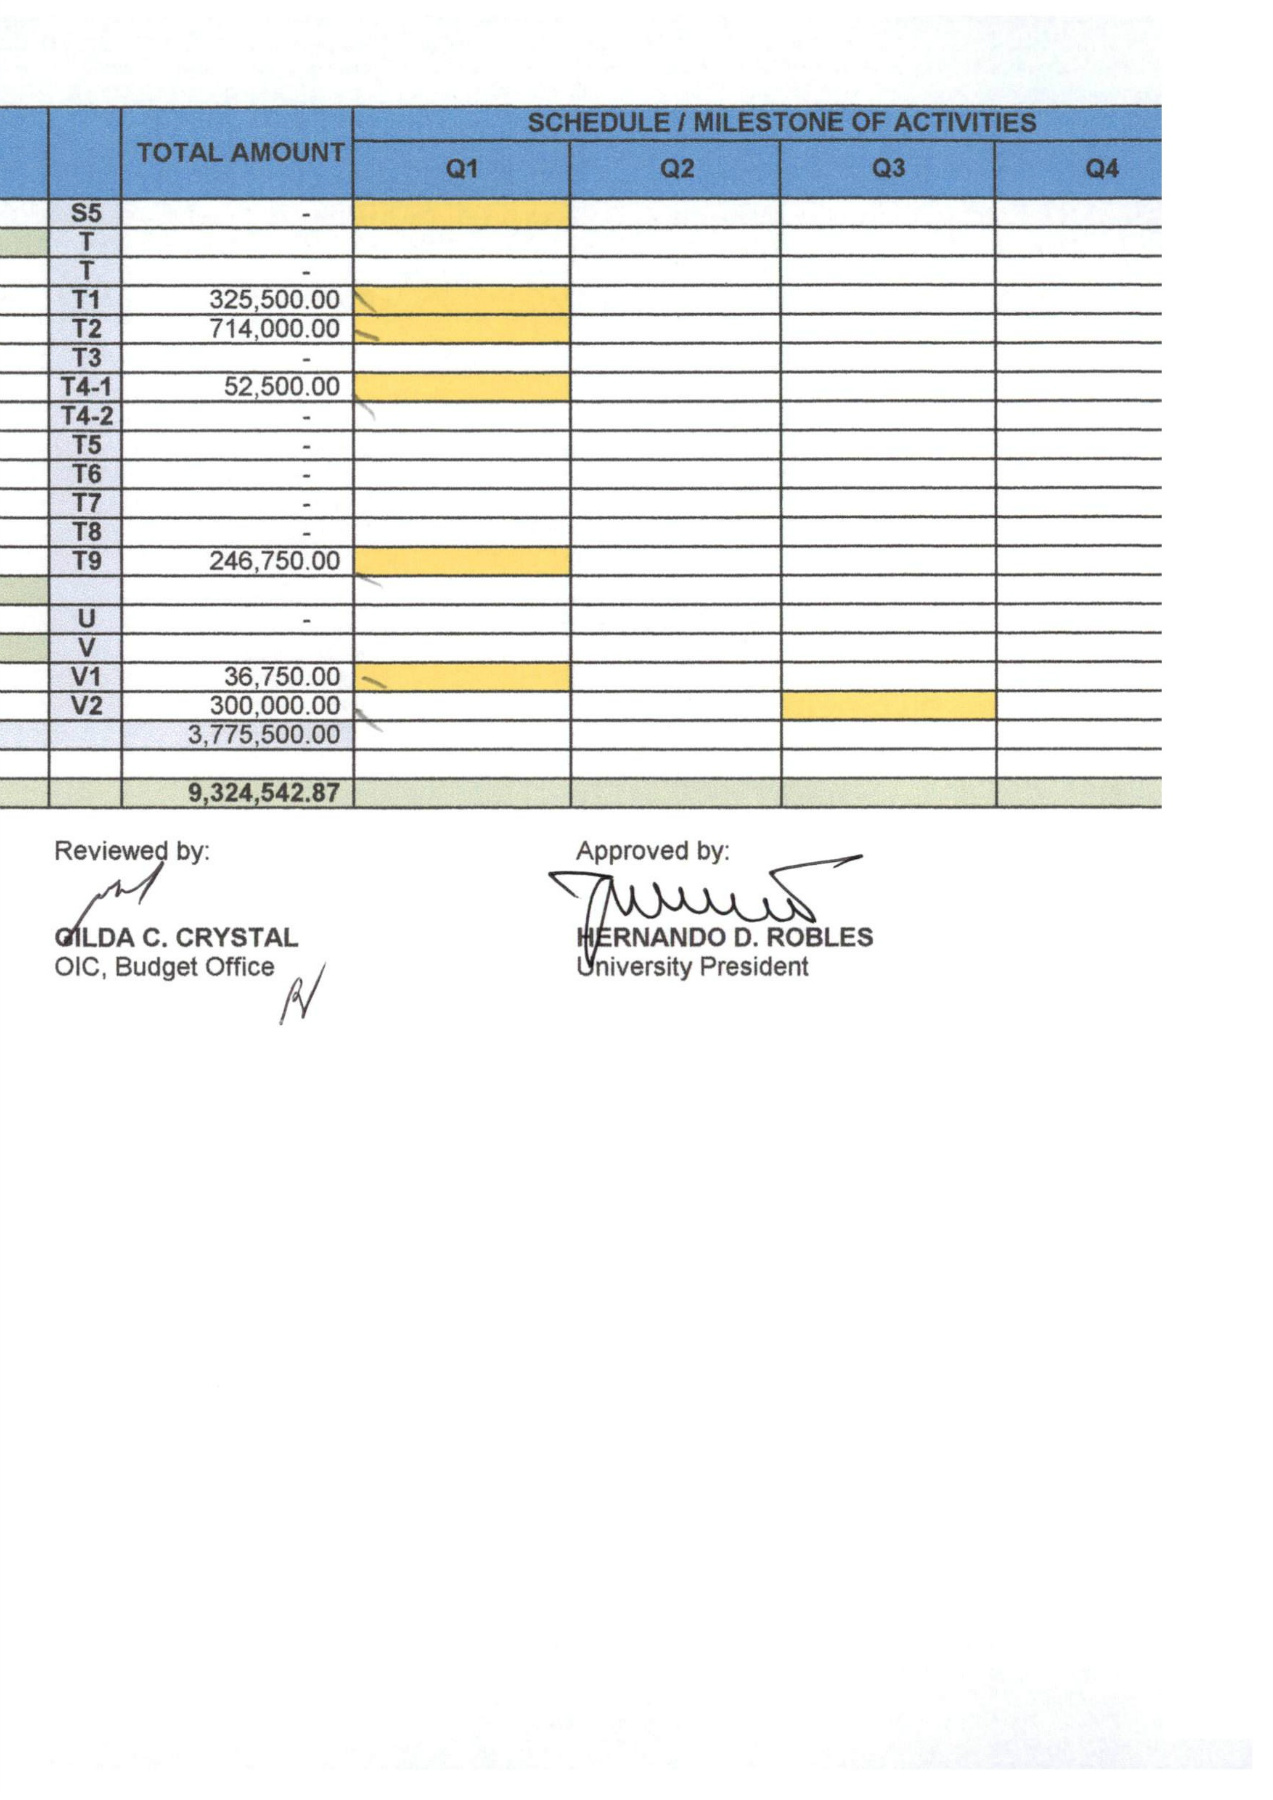 SCHEDULE / MILESTONE OF ACTIVITIES
TOTAL AMOUNT
Q1 Q2 Q3 Q4
S5 -
T
T -
T1 325,500.00
T2 714,000.00
T3 -
T4-1 52,500.00
T4-2 -
T5 -
T6 -
T7 -
T8 -
T9 246,750.00
U -
V
V1 36,750.00
V2 300,000.00
3,775,500.00
9,324,542.87
Reviewed by: Approved by:
GILDA C. CRYSTAL HERNANDO D. ROBLES
OIC, Budget Office University President